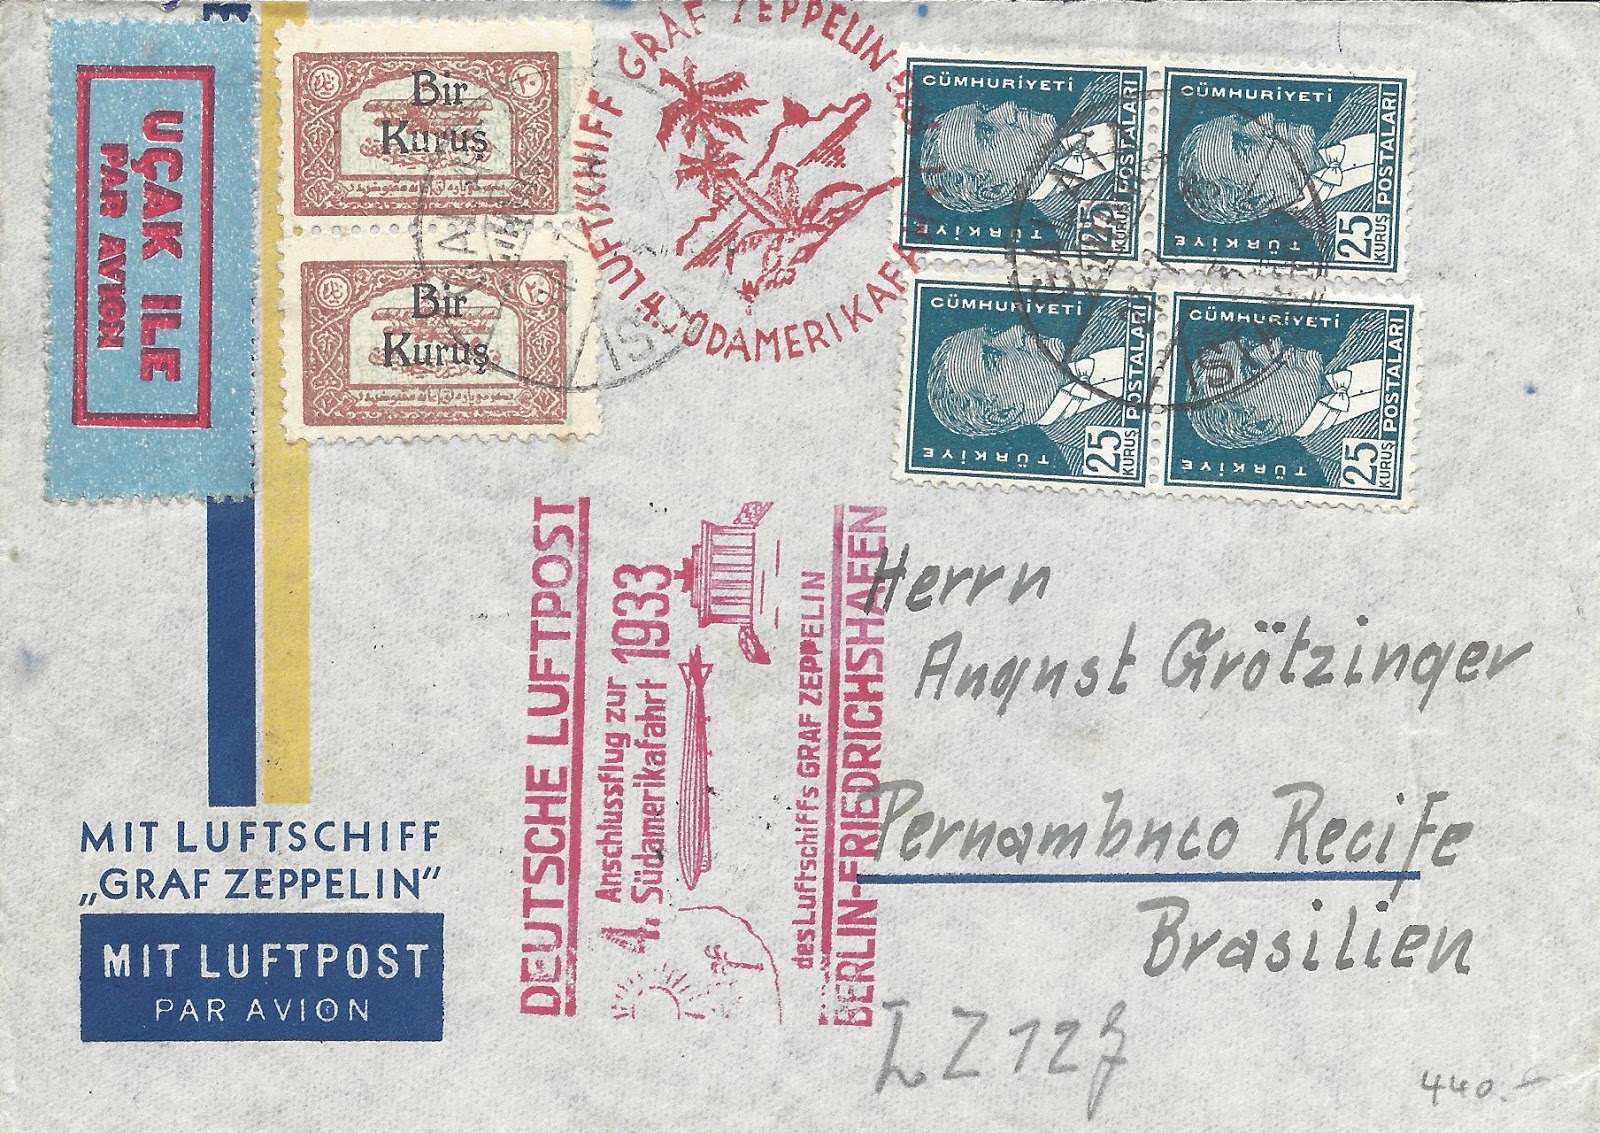 UÇAK ILE
PAR AVION
Bir
Kuruş
Bir
Kuruş
LUFTSCHIFF GRAF ZEPPELIN
4. SÜDAMERIKAFAHRT
CÜMHURİYETİ
POSTALARI
TÜRKİYE
25
KURUŞ
CÜMHURİYETİ
POSTALARI
TÜRKİYE
25
KURUŞ
CÜMHURİYETİ
POSTALARI
TÜRKİYE
25
KURUŞ
CÜMHURİYETİ
POSTALARI
TÜRKİYE
25
KURUŞ
DEUTSCHE LUFTPOST
Anschlussflug zur
4. Südamerikafahrt 1933
des Luftschiffs GRAF ZEPPELIN
BERLIN-FRIEDRICHSHAFEN
Herrn
August Grötzinger
Pernambuco Recife
Brasilien
MIT LUFTSCHIFF
„GRAF ZEPPELIN“
MIT LUFTPOST
PAR AVION
LZ 127
440.–